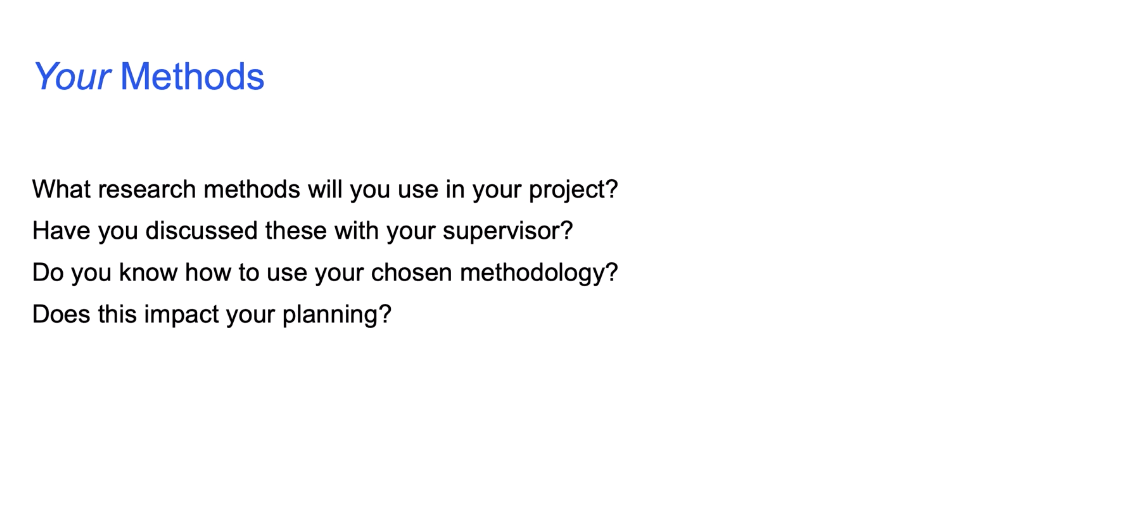 Your Methods
What research methods will you use in your project?
Have you discussed these with your supervisor?
Do you know how to use your chosen methodology?
Does this impact your planning?